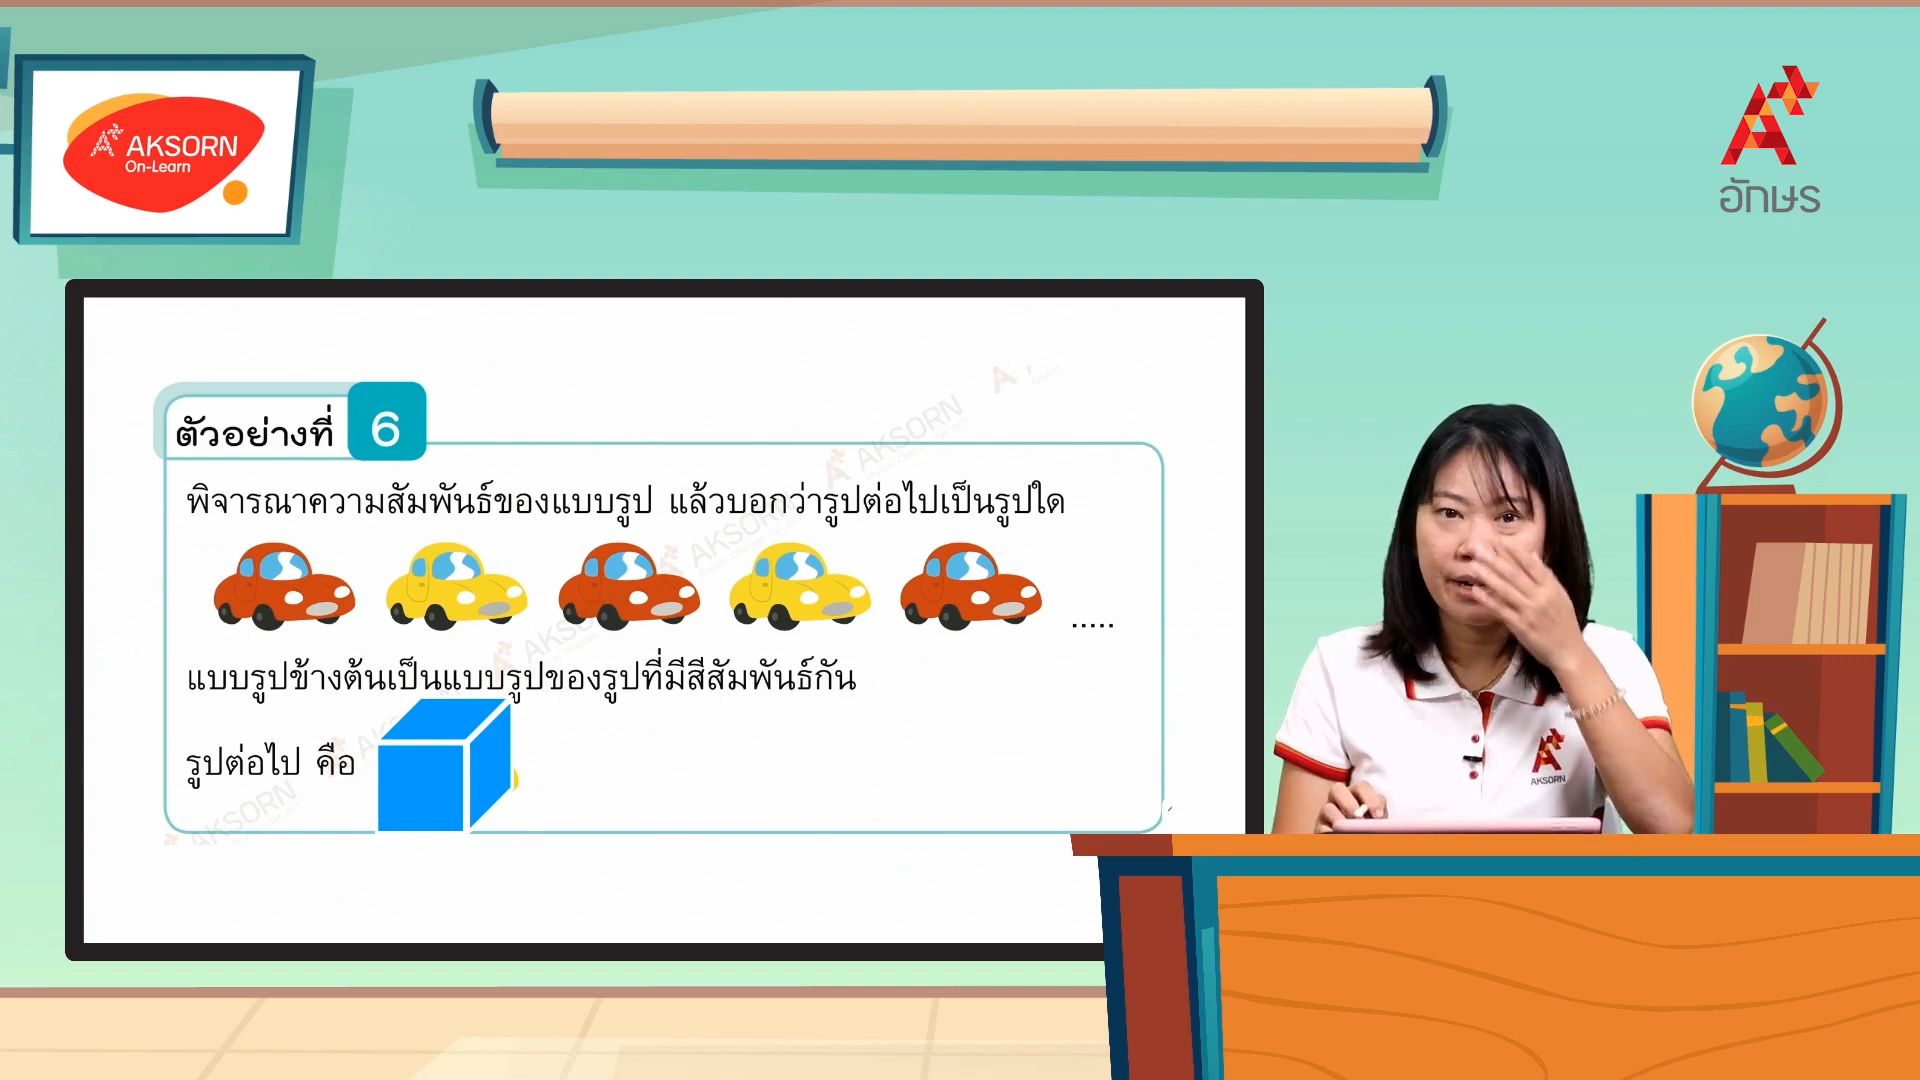 AKSORN
On-Learn
อักษร
ตัวอย่างที่ 6
พิจารณาความสัมพันธ์ของแบบรูป แล้วบอกว่ารูปต่อไปเป็นรูปใด
.....
แบบรูปข้างต้นเป็นแบบรูปของรูปที่มีสีสัมพันธ์กัน
รูปต่อไป คือ
AKSORN